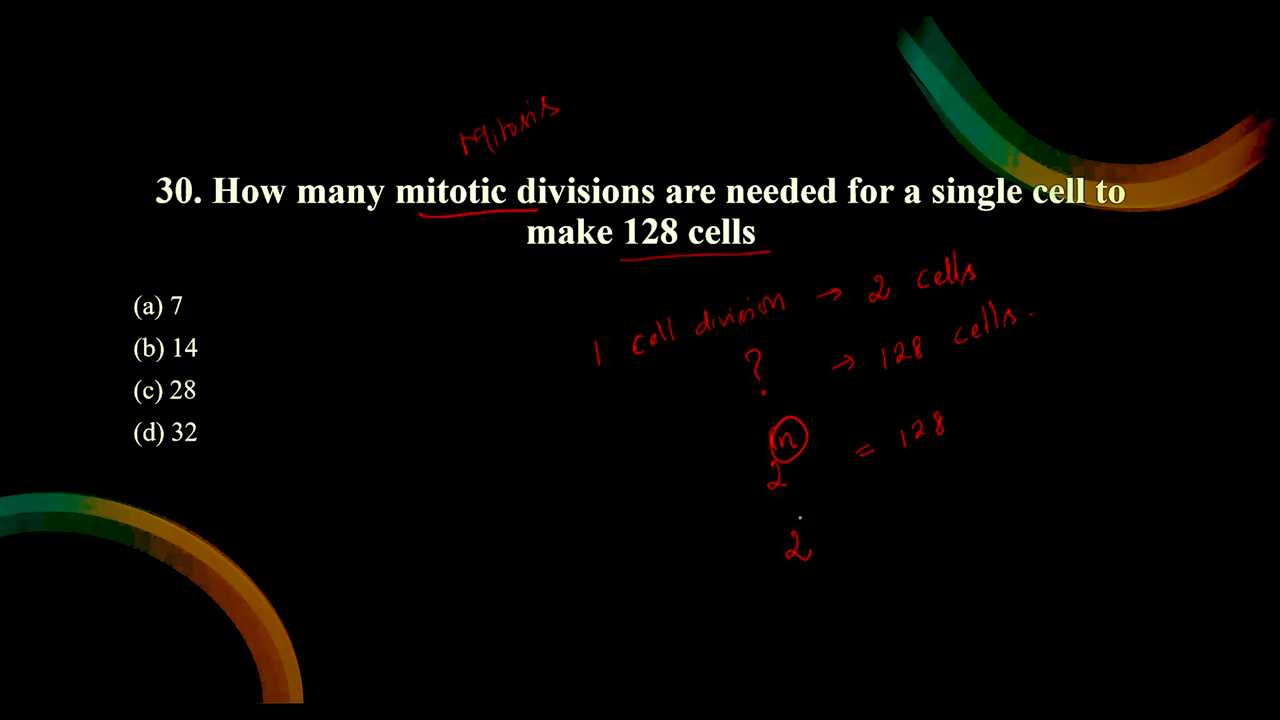 Mitosis
30. How many mitotic divisions are needed for a single cell to
make 128 cells
(a) 7
(b) 14
(c) 28
(d) 32
1 cell division → 2 cells
? → 128 cells.
2ⁿ = 128
2